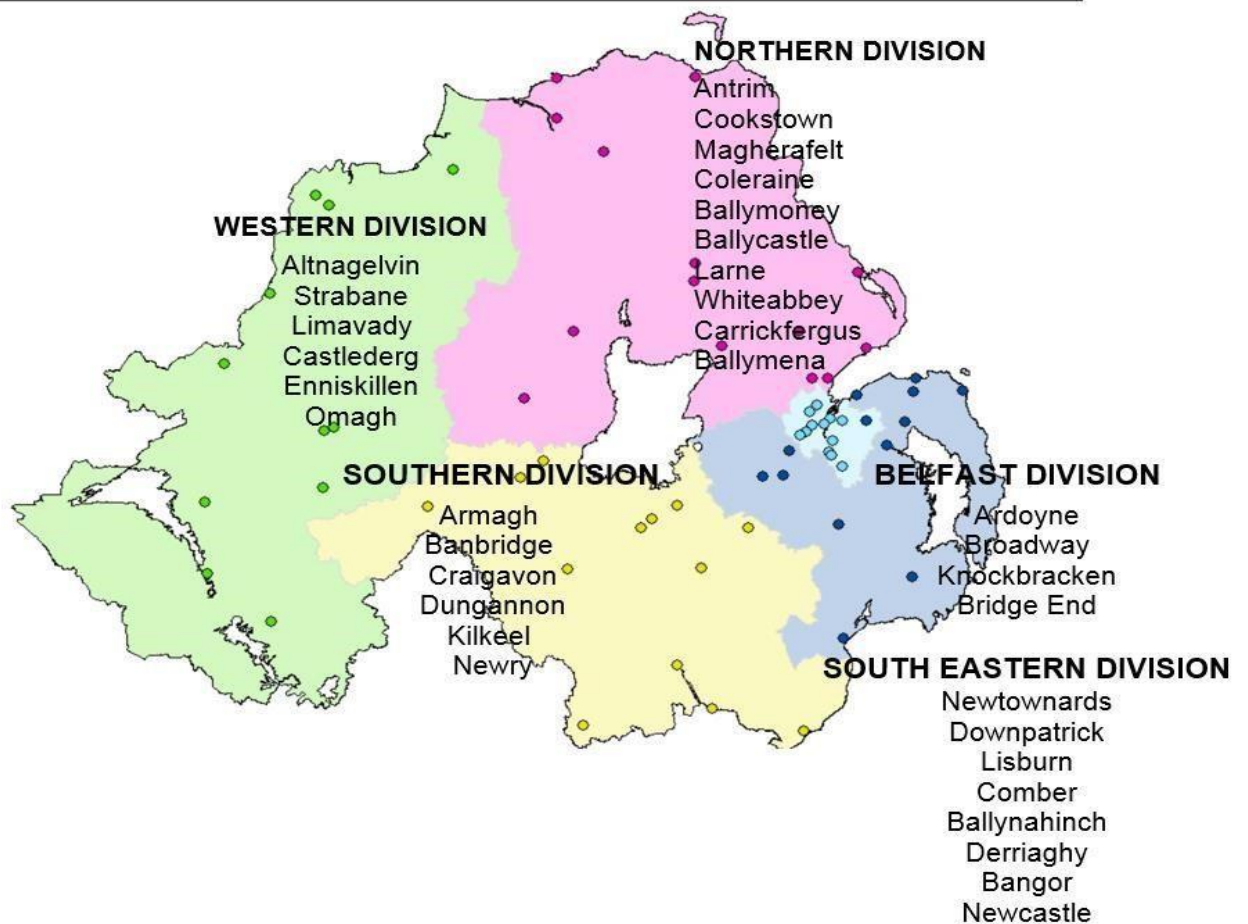 NORTHERN DIVISION
Antrim
Cookstown
Magherafelt
Coleraine
Ballymoney
Ballycastle
Larne
Whiteabbey
Carrickfergus
Ballymena
WESTERN DIVISION
Altnagelvin
Strabane
Limavady
Castlederg
Enniskillen
Omagh
SOUTHERN DIVISION
Armagh
Banbridge
Craigavon
Dungannon
Kilkeel
Newry
BELFAST DIVISION
Ardoyne
Broadway
Knockbracken
Bridge End
SOUTH EASTERN DIVISION
Newtownards
Downpatrick
Lisburn
Comber
Ballynahinch
Derriaghy
Bangor
Newcastle